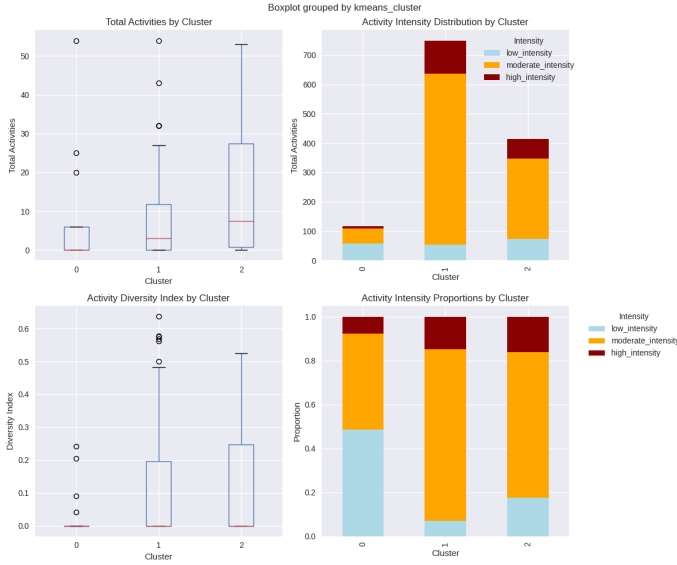 Boxplot grouped by kmeans_cluster
Total Activities by Cluster
Total Activities
50
40
30
20
10
0
0 1 2
Cluster
Activity Intensity Distribution by Cluster
Total Activities
700
600
500
400
300
200
100
0
Intensity
low_intensity
moderate_intensity
high_intensity
0 1 2
Cluster
Activity Diversity Index by Cluster
Diversity Index
0.6
0.5
0.4
0.3
0.2
0.1
0.0
0 1 2
Cluster
Activity Intensity Proportions by Cluster
Proportion
1.0
0.8
0.6
0.4
0.2
0.0
0 1 2
Cluster
Intensity
low_intensity
moderate_intensity
high_intensity